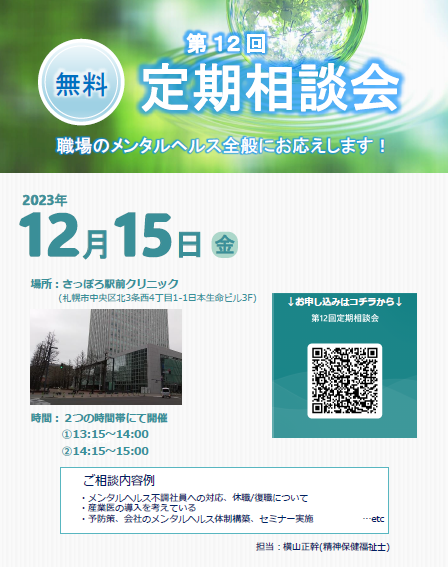 無料
第12回
定期相談会
職場のメンタルヘルス全般にお応えします！
2023年
12月15日 金
場所：さっぽろ駅前クリニック
(札幌市中央区北3条西4丁目1-1日本生命ビル3F)
↓お申し込みはコチラから↓
第12回定期相談会
時間：２つの時間帯にて開催
①13:15～14:00
②14:15～15:00
ご相談内容例
・メンタルヘルス不調社員への対応、休職/復職について
・産業医の導入を考えている
・予防策、会社のメンタルヘルス体制構築、セミナー実施 …etc
担当：横山正幹(精神保健福祉士)